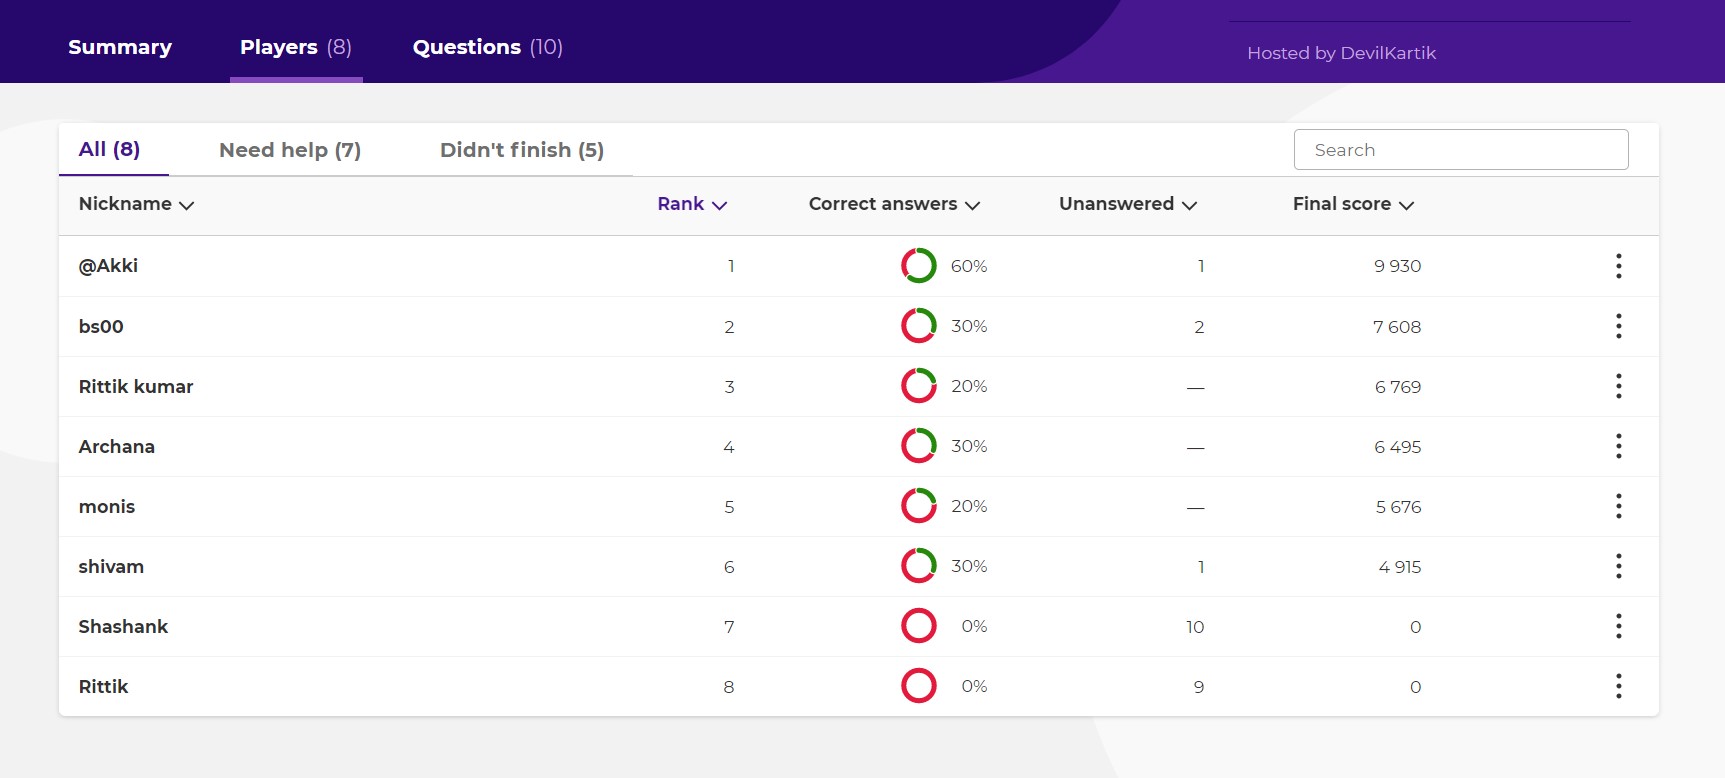 Summary Players (8) Questions (10)
Hosted by DevilKartik
All (8) Need help (7) Didn't finish (5) Search
Nickname Rank Correct answers Unanswered Final score
@Akki 1 60% 1 9 930
bs00 2 30% 2 7 608
Rittik kumar 3 20% — 6 769
Archana 4 30% — 6 495
monis 5 20% — 5 676
shivam 6 30% 1 4 915
Shashank 7 0% 10 0
Rittik 8 0% 9 0